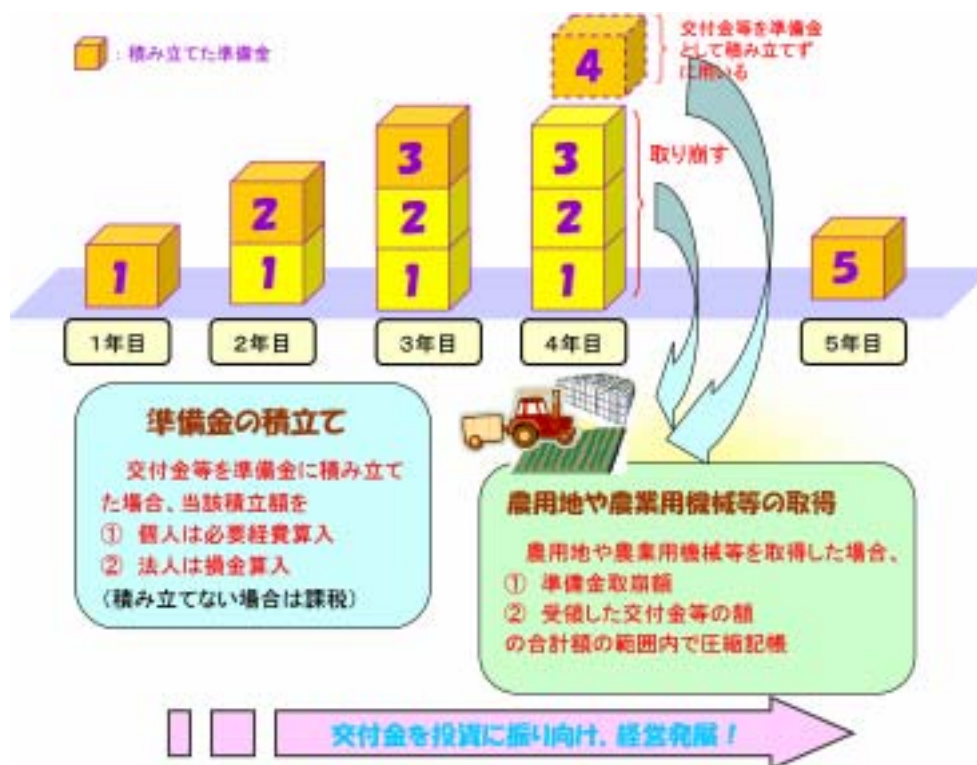 ：積み立てた準備金
交付金等を準備金
として積み立てず
に用いる
4
取り崩す
3
3
2
2
2
1
1
1
1
5
1年目
2年目
3年目
4年目
5年目
準備金の積立て
交付金等を準備金に積み立て
た場合、当該積立額を
① 個人は必要経費算入
② 法人は損金算入
（積み立てない場合は課税）
農用地や農業用機械等の取得
農用地や農業用機械等を取得した場合、
① 準備金取崩額
② 受領した交付金等の額
の合計額の範囲内で圧縮記帳
交付金を投資に振り向け、経営発展！